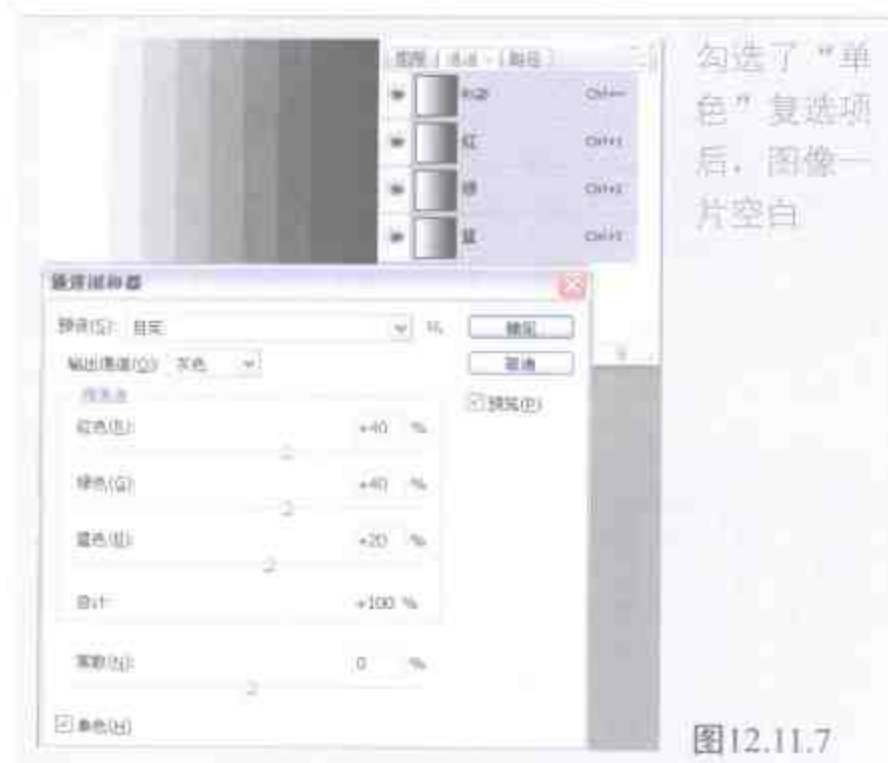 图层 通道 路径
RGB
Ctrl+~
红
Ctrl+1
绿
Ctrl+2
蓝
Ctrl+3
勾选了“单
色”复选项
后，图像一
片空白
通道混和器
预设(S): 自定
确定
输出通道(O): 灰色
取消
源通道
预览(P)
红色(R): +40 %
绿色(G): +40 %
蓝色(B): +20 %
总计: +100 %
常数(N): 0 %
单色(H)
图12.11.7